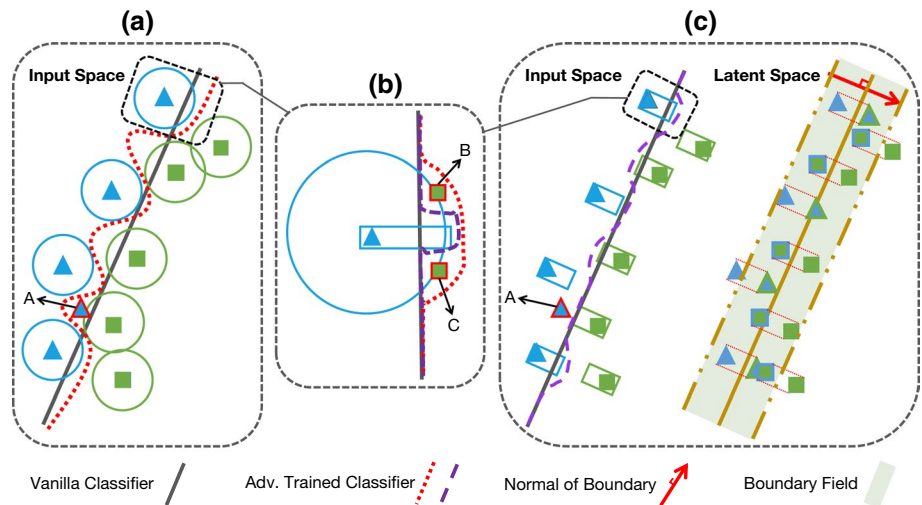 (a)
(b)
(c)
Input Space
Input Space
Latent Space
A
B
C
A
Vanilla Classifier
Adv. Trained Classifier
Normal of Boundary
Boundary Field